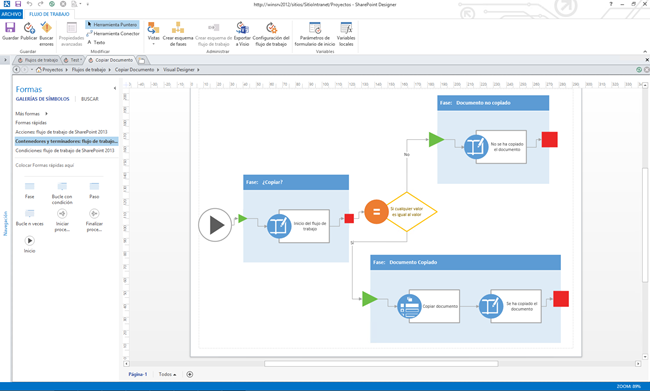 http://winsrv2012/sitios/SitioIntranet/Proyectos - SharePoint Designer
ARCHIVO FLUJO DE TRABAJO
Guardar Publicar Buscar errores
Propiedades avanzadas
Herramienta Puntero
Herramienta Conector
Texto
Vistas Crear esquema de fases
Crear esquema de flujo de trabajo
Exportar a Visio
Configuración del flujo de trabajo
Parámetros de formulario de inicio
Variables locales
Guardar Modificar Administrar Variables
Flujos de trabajo Test * Copiar Documento
Proyectos Flujos de trabajo Copiar Documento Visual Designer
Formas
GALERÍAS DE SÍMBOLOS BUSCAR
Más formas
Formas rápidas
Acciones: flujo de trabajo de SharePoint 2013
Contenedores y terminadores: flujo de trabajo...
Condiciones: flujo de trabajo de SharePoint 2013
Colocar Formas rápidas aquí
Fase Bucle con condición Paso
Bucle n veces Iniciar proce... Finalizar proce...
Inicio
Navegación
Fase: Documento no copiado
No se ha copiado el documento
No
Fase: ¿Copiar?
Inicio del flujo de trabajo
Si cualquier valor es igual al valor
Sí
Fase: Documento Copiado
Copiar documento
Se ha copiado el documento
Página-1 Todos
ZOOM: 89%